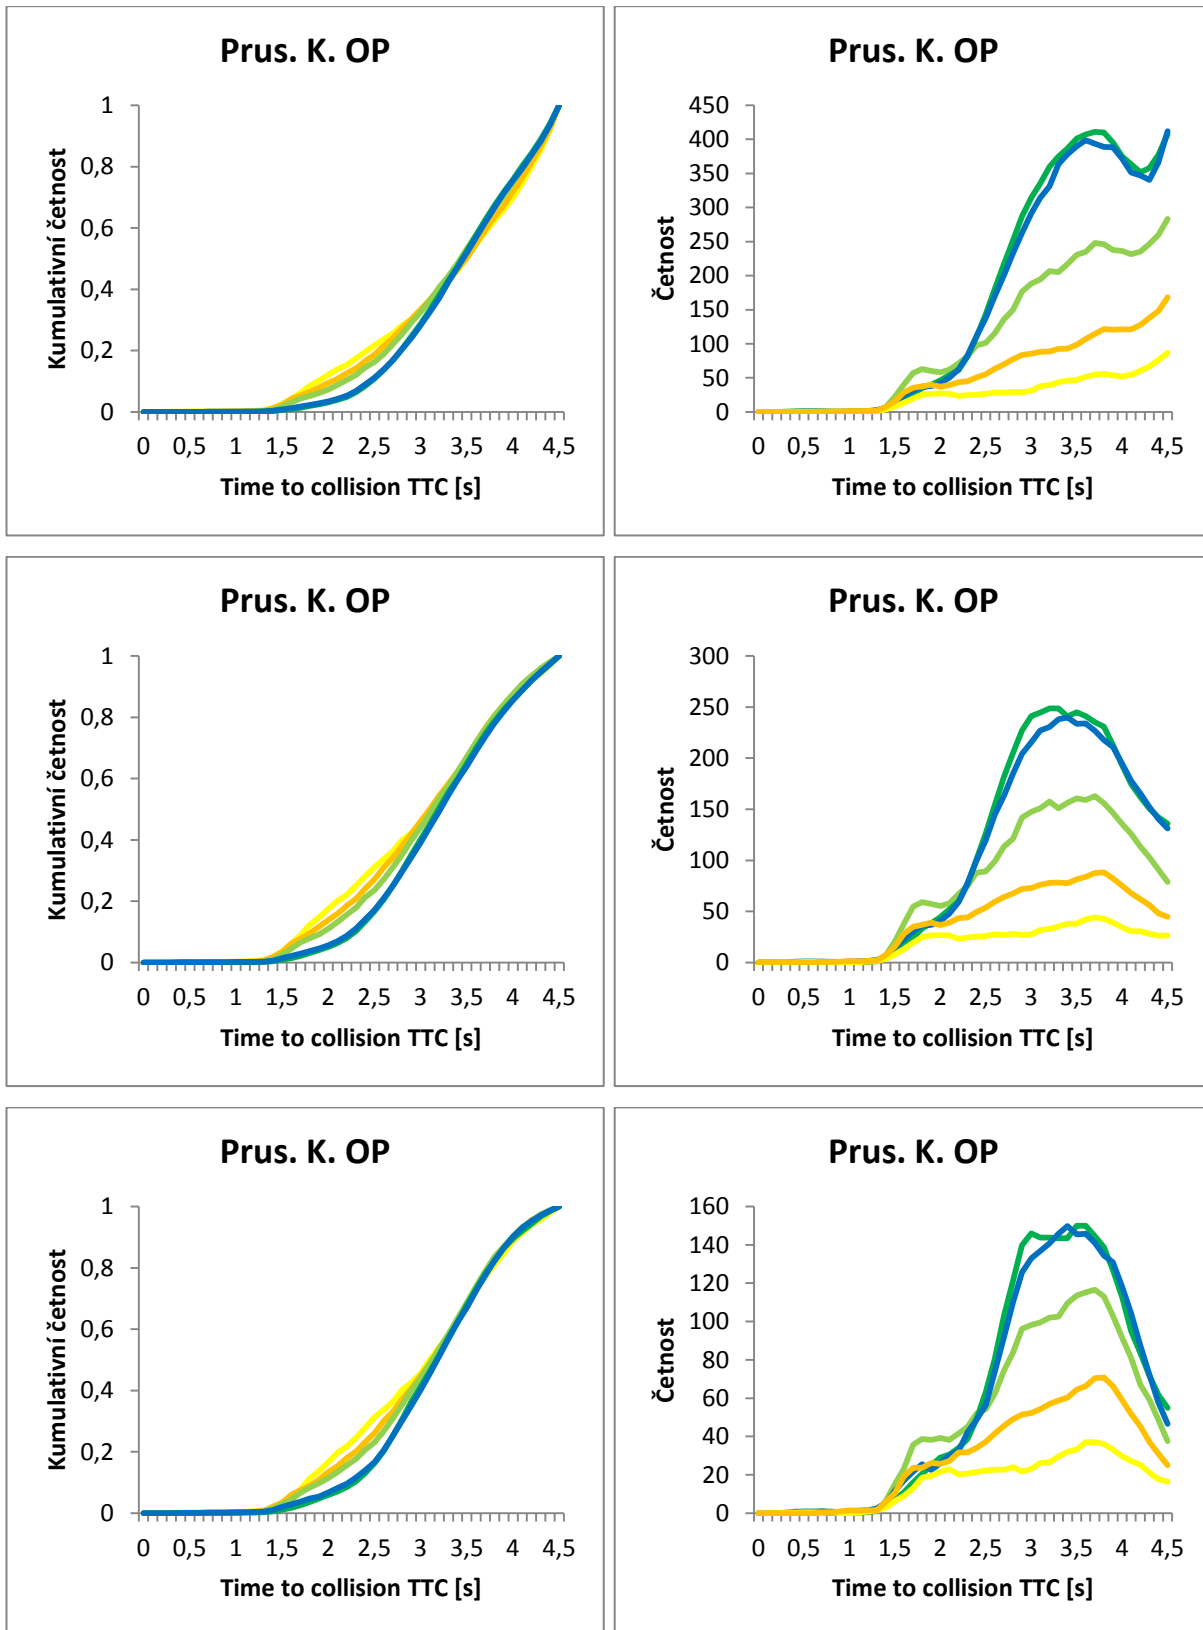 Prus. K. OP
1
0,8
0,6
0,4
0,2
0
Kumulativní četnost
0 0,5 1 1,5 2 2,5 3 3,5 4 4,5
Time to collision TTC [s]
Prus. K. OP
450
400
350
300
250
200
150
100
50
0
Četnost
0 0,5 1 1,5 2 2,5 3 3,5 4 4,5
Time to collision TTC [s]
Prus. K. OP
1
0,8
0,6
0,4
0,2
0
Kumulativní četnost
0 0,5 1 1,5 2 2,5 3 3,5 4 4,5
Time to collision TTC [s]
Prus. K. OP
300
250
200
150
100
50
0
Četnost
0 0,5 1 1,5 2 2,5 3 3,5 4 4,5
Time to collision TTC [s]
Prus. K. OP
1
0,8
0,6
0,4
0,2
0
Kumulativní četnost
0 0,5 1 1,5 2 2,5 3 3,5 4 4,5
Time to collision TTC [s]
Prus. K. OP
160
140
120
100
80
60
40
20
0
Četnost
0 0,5 1 1,5 2 2,5 3 3,5 4 4,5
Time to collision TTC [s]